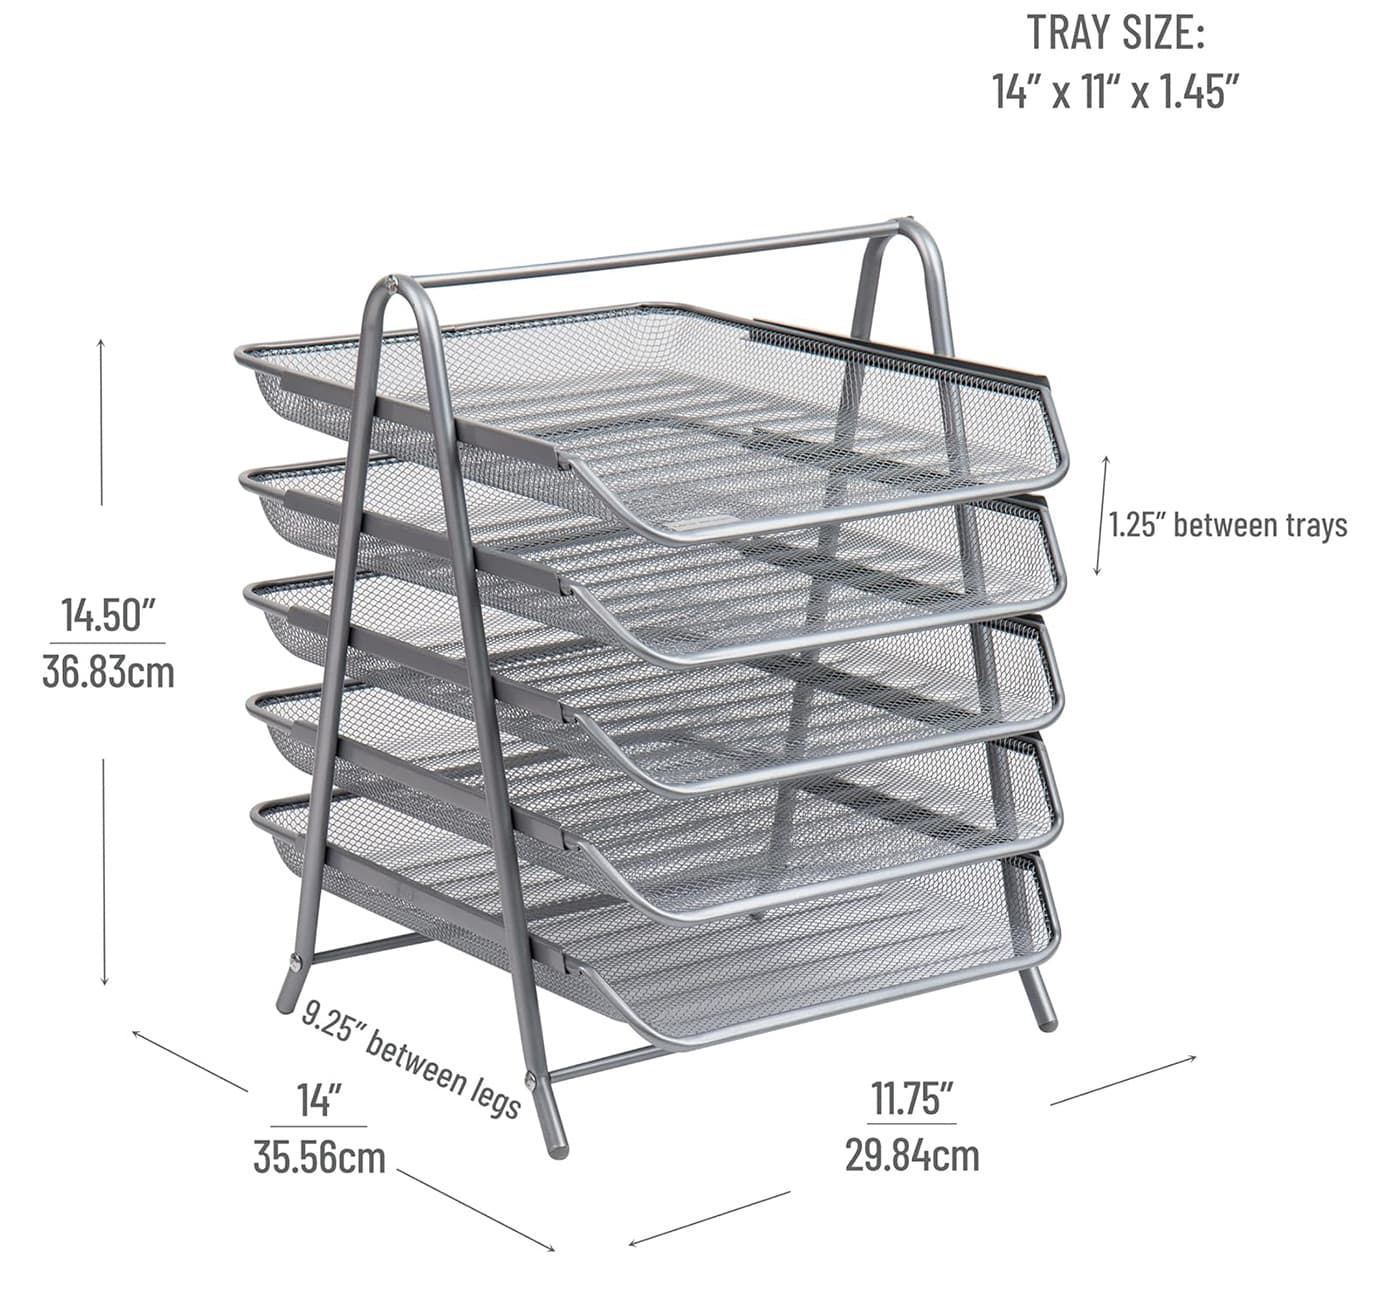 TRAY SIZE:
14” x 11“ x 1.45”
1.25” between trays
14.50”
36.83cm
9.25” between legs
14”
35.56cm
11.75”
29.84cm